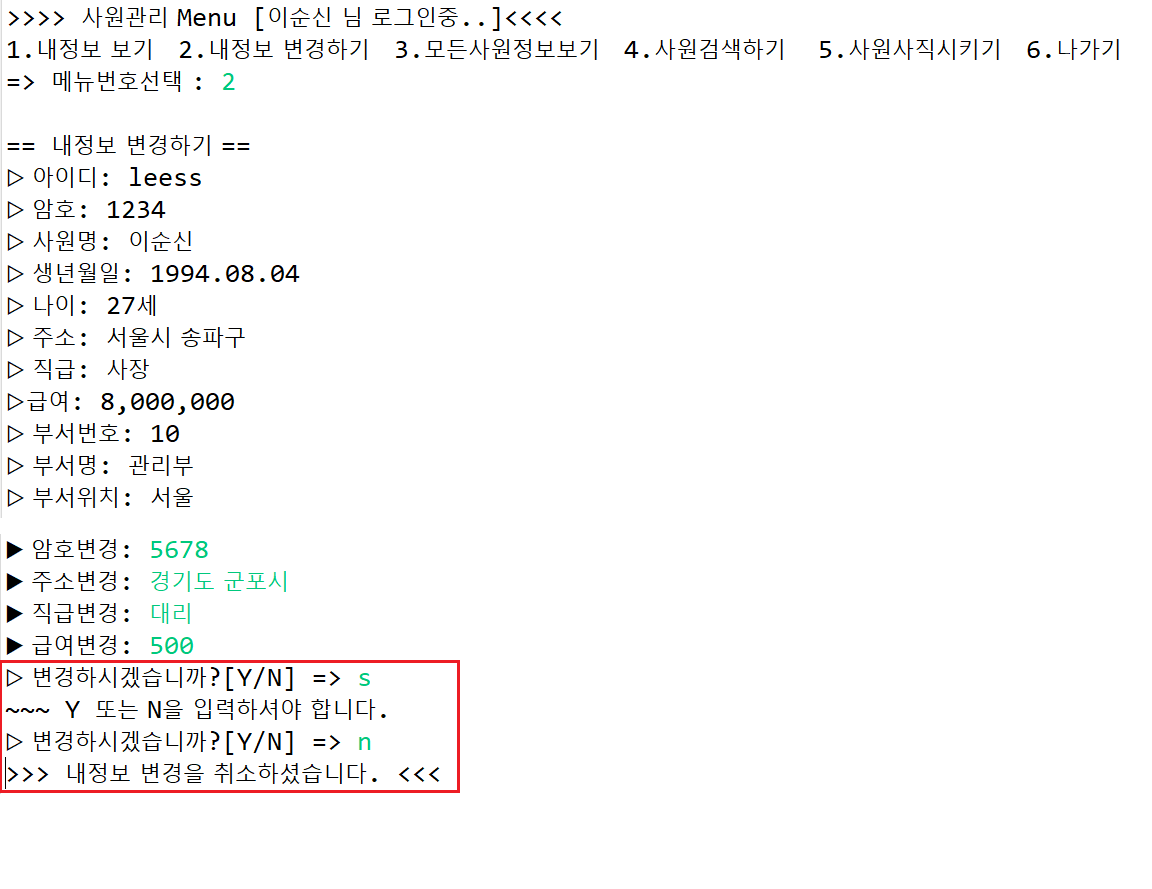 >>>> 사원관리 Menu [이순신 님 로그인중..]<<<<
1.내정보 보기  2.내정보 변경하기  3.모든사원정보보기  4.사원검색하기   5.사원사직시키기  6.나가기
=> 메뉴번호선택 : 2
== 내정보 변경하기 ==
▷ 아이디: leess
▷ 암호: 1234
▷ 사원명: 이순신
▷ 생년월일: 1994.08.04
▷ 나이: 27세
▷ 주소: 서울시 송파구
▷ 직급: 사장
▷급여: 8,000,000
▷ 부서번호: 10
▷ 부서명: 관리부
▷ 부서위치: 서울
▶ 암호변경: 5678
▶ 주소변경: 경기도 군포시
▶ 직급변경: 대리
▶ 급여변경: 500
▷ 변경하시겠습니까?[Y/N] => s
~~~ Y 또는 N을 입력하셔야 합니다.
▷ 변경하시겠습니까?[Y/N] => n
>>> 내정보 변경을 취소하셨습니다. <<<